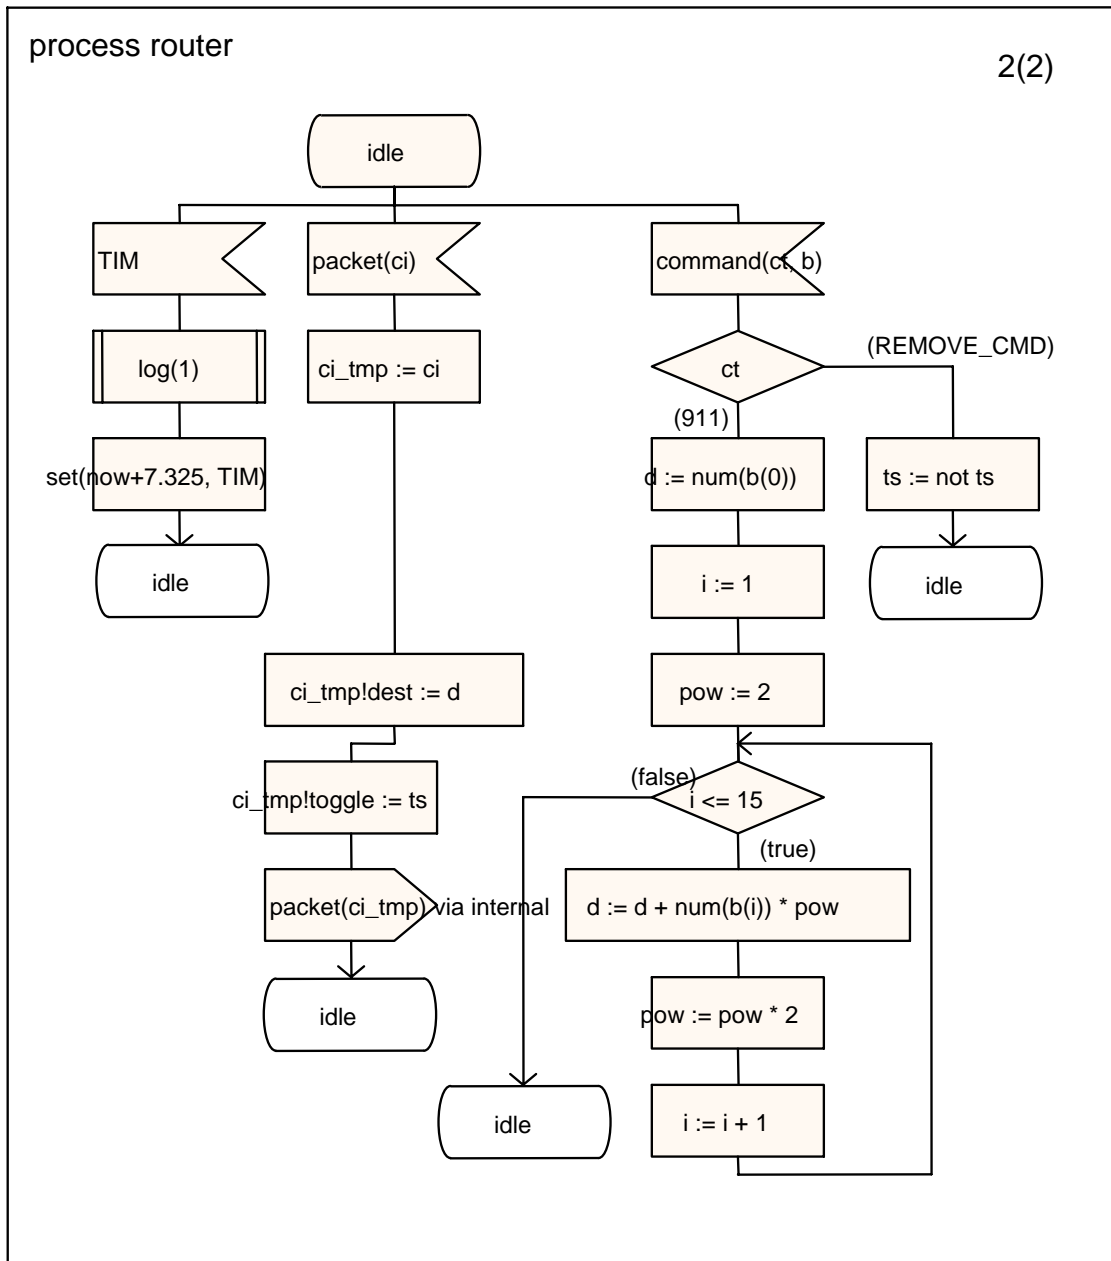 process router
2(2)
idle
TIM
packet(ci)
command(ct, b)
log(1)
ci_tmp := ci
ct
(REMOVE_CMD)
(911)
set(now+7.325, TIM)
d := num(b(0))
ts := not ts
idle
i := 1
idle
ci_tmp!dest := d
pow := 2
ci_tmp!toggle := ts
(false)
i <= 15
(true)
packet(ci_tmp) via internal
d := d + num(b(i)) * pow
idle
pow := pow * 2
idle
i := i + 1